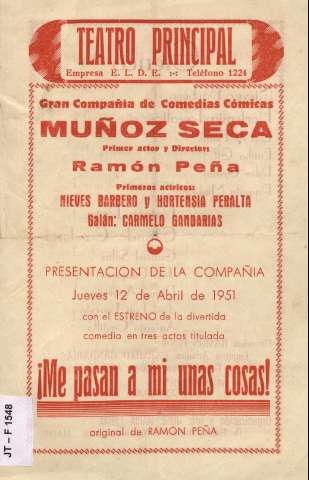 TEATRO PRINCIPAL
Empresa E. L. D. E. :-: Teléfono 1224
Gran Compañía de Comedias Cómicas
MUÑOZ SECA
Primer actor y Director:
Ramón Peña
Primeras actrices:
NIEVES BARBERO y HORTENSIA PERALTA
Galán: CARMELO GANDARIAS
PRESENTACION DE LA COMPAÑIA
Jueves 12 de Abril de 1951
con el ESTRENO de la divertida
comedia en tres actos titulada
¡Me pasan a mi unas cosas!
original de RAMON PEÑA
JT – F 1548